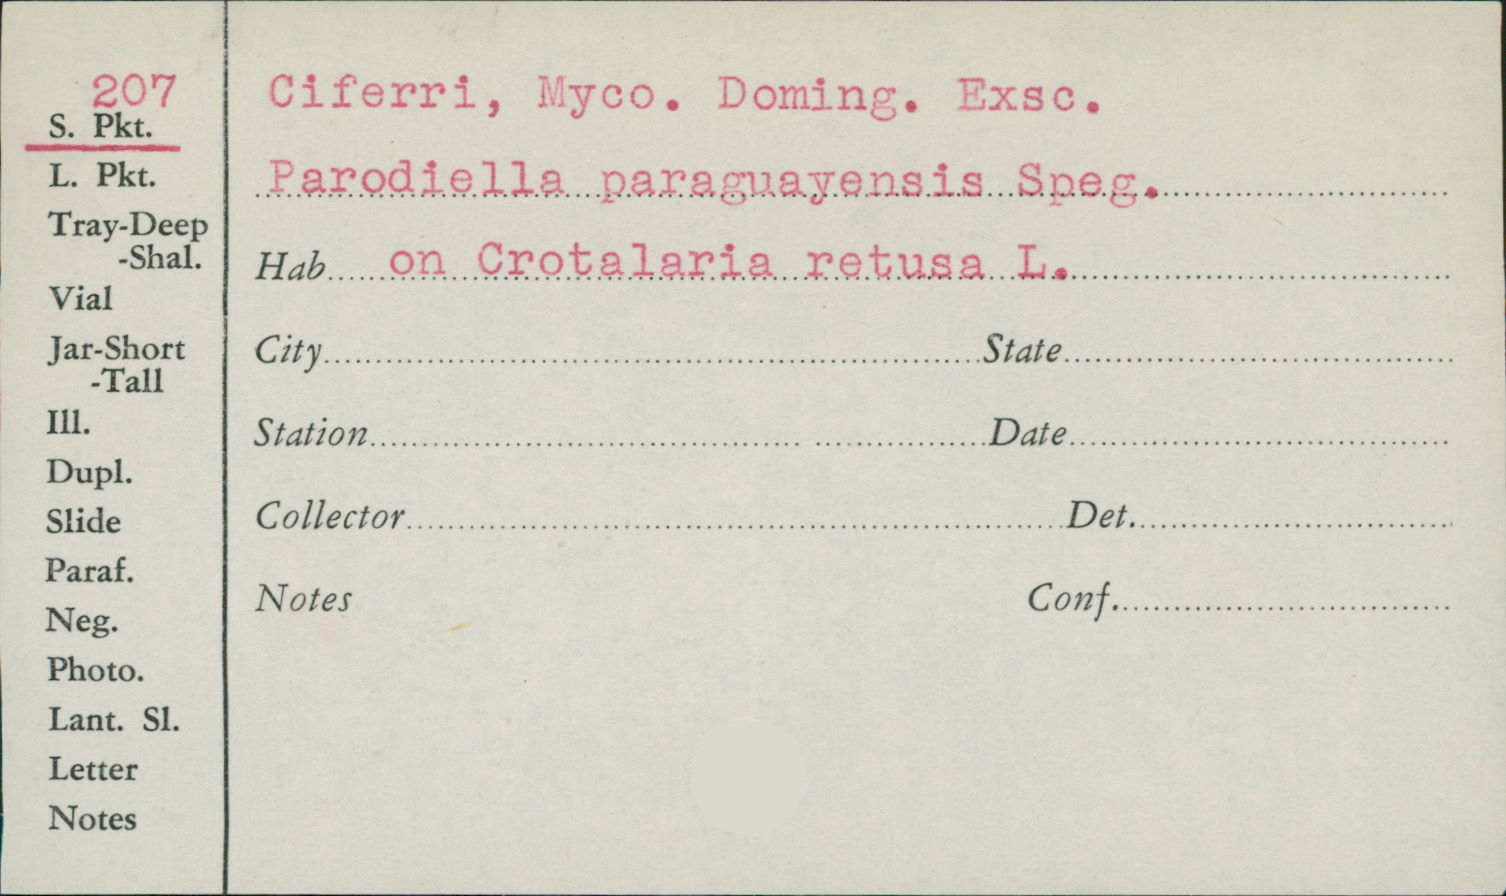 207
S. Pkt.
L. Pkt.
Tray-Deep
-Shal.
Vial
Jar-Short
-Tall
Ill.
Dupl.
Slide
Paraf.
Neg.
Photo.
Lant. Sl.
Letter
Notes
Ciferri, Myco. Doming. Exsc.
Parodiella paraguayensis Speg.
Hab. on Crotalaria retusa L.
City State
Station Date
Collector Det.
Notes Conf.